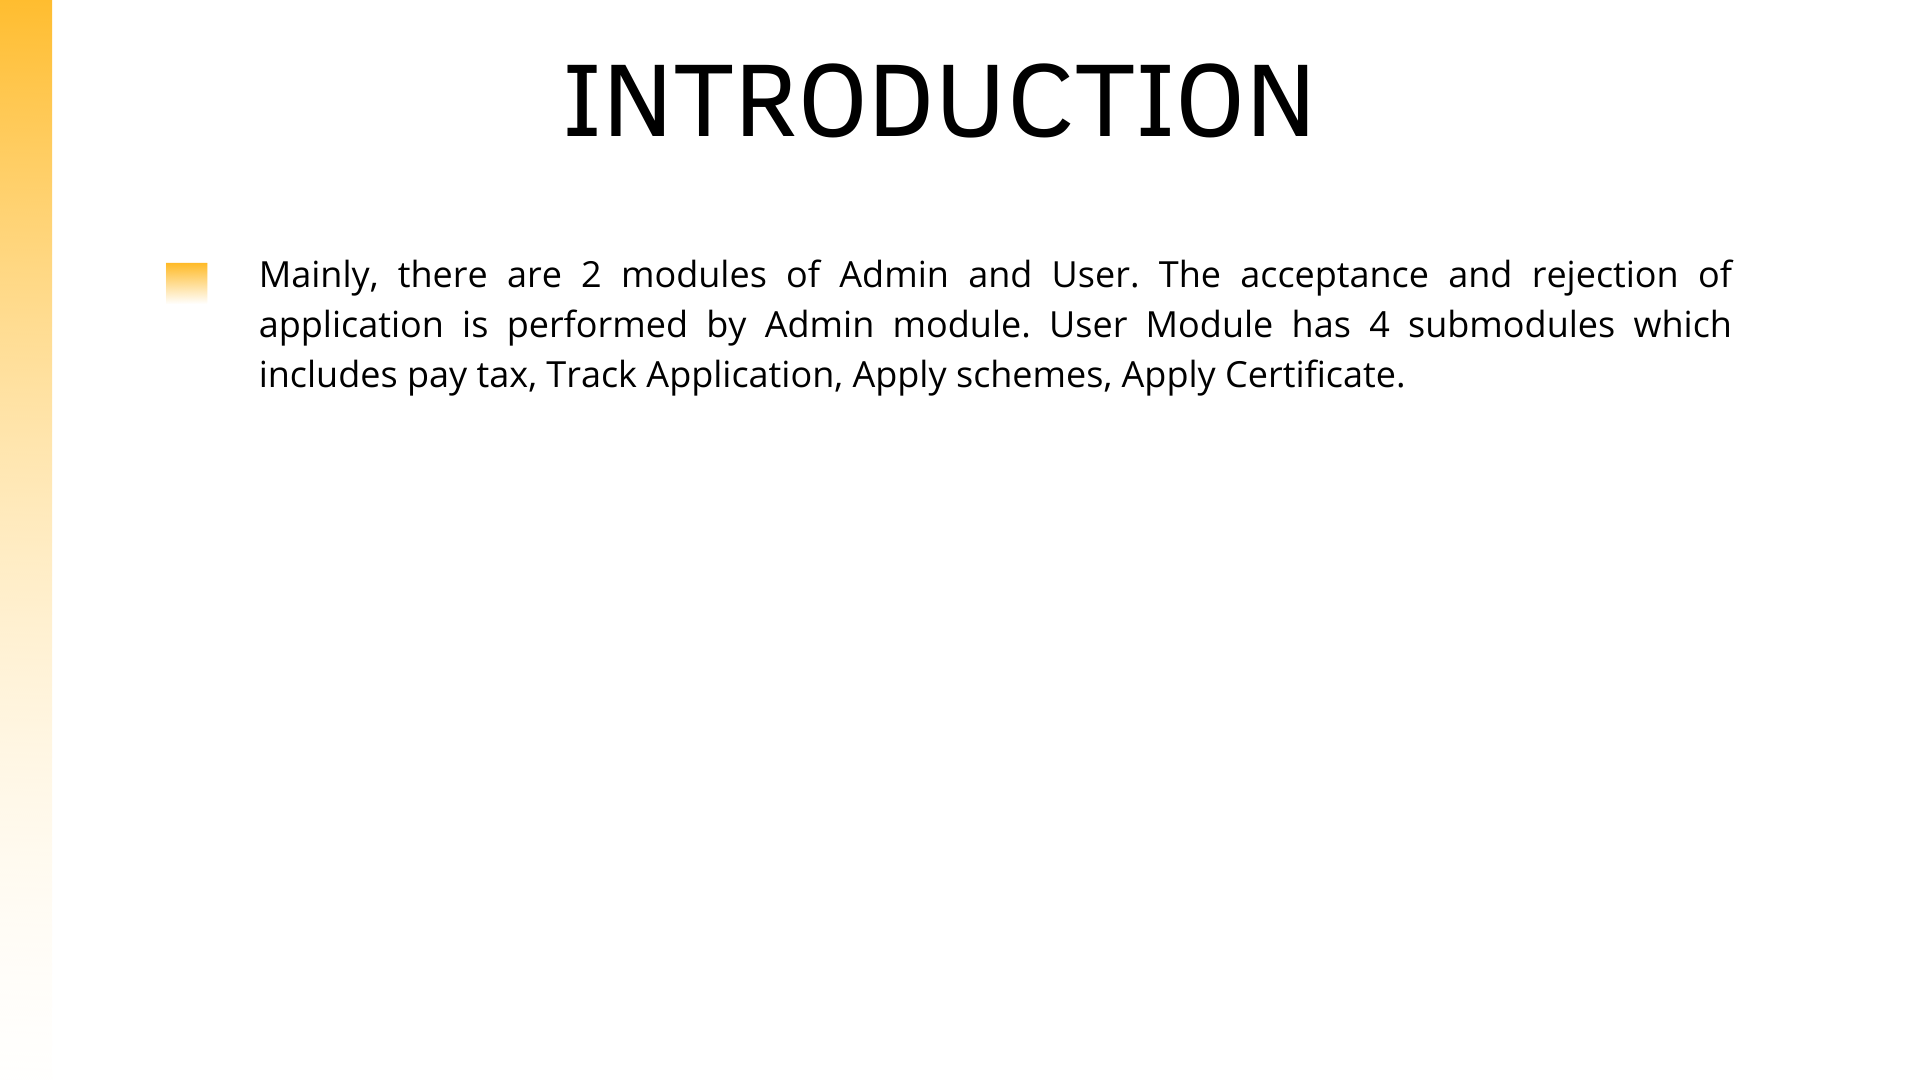 INTRODUCTION
Mainly, there are 2 modules of Admin and User. The acceptance and rejection of
application is performed by Admin module. User Module has 4 submodules which
includes pay tax, Track Application, Apply schemes, Apply Certificate.